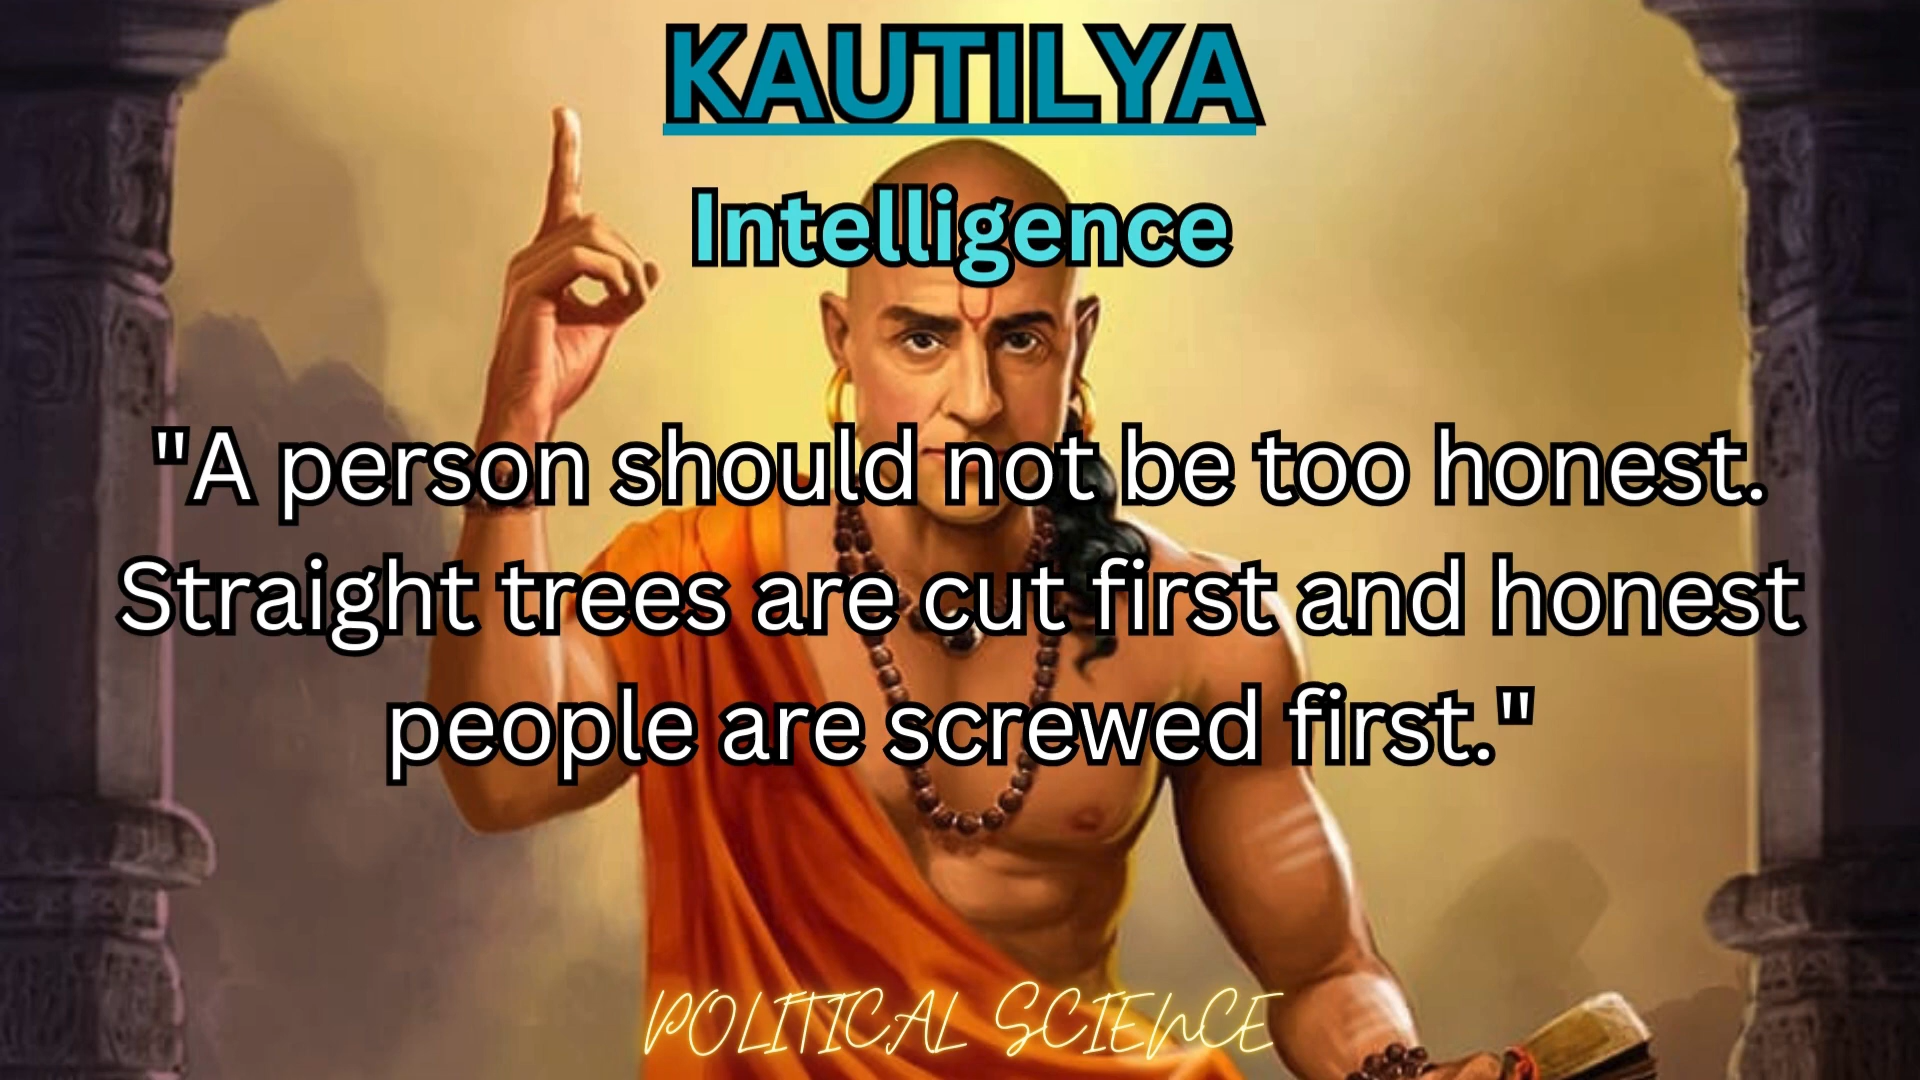 KAUTILYA
Intelligence
"A person should not be too honest.
Straight trees are cut first and honest
people are screwed first."
POLITICAL SCIENCE